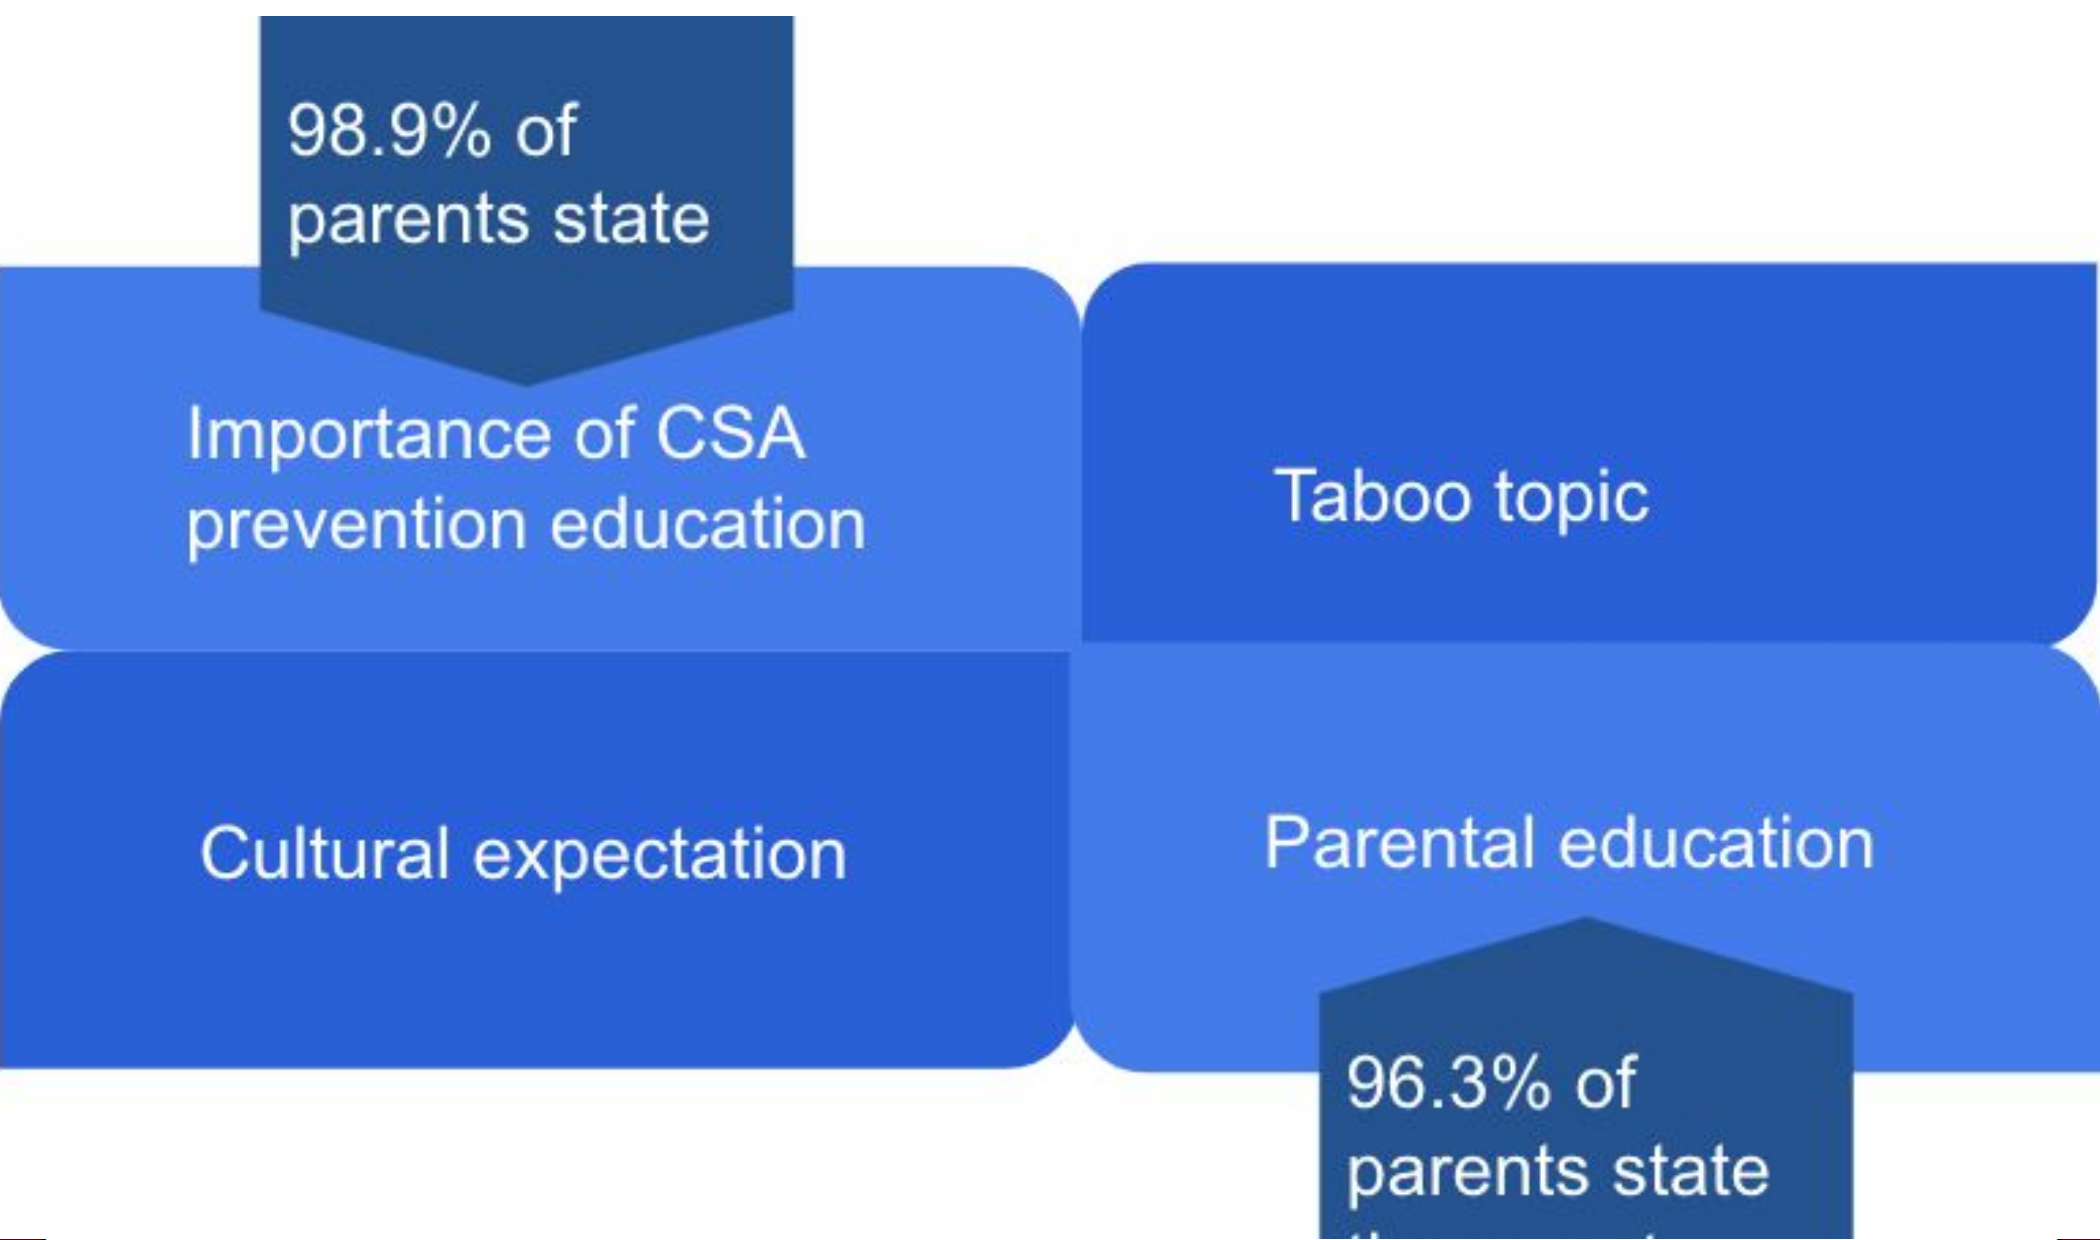 98.9% of
parents state
Importance of CSA
prevention education
Taboo topic
Cultural expectation
Parental education
96.3% of
parents state